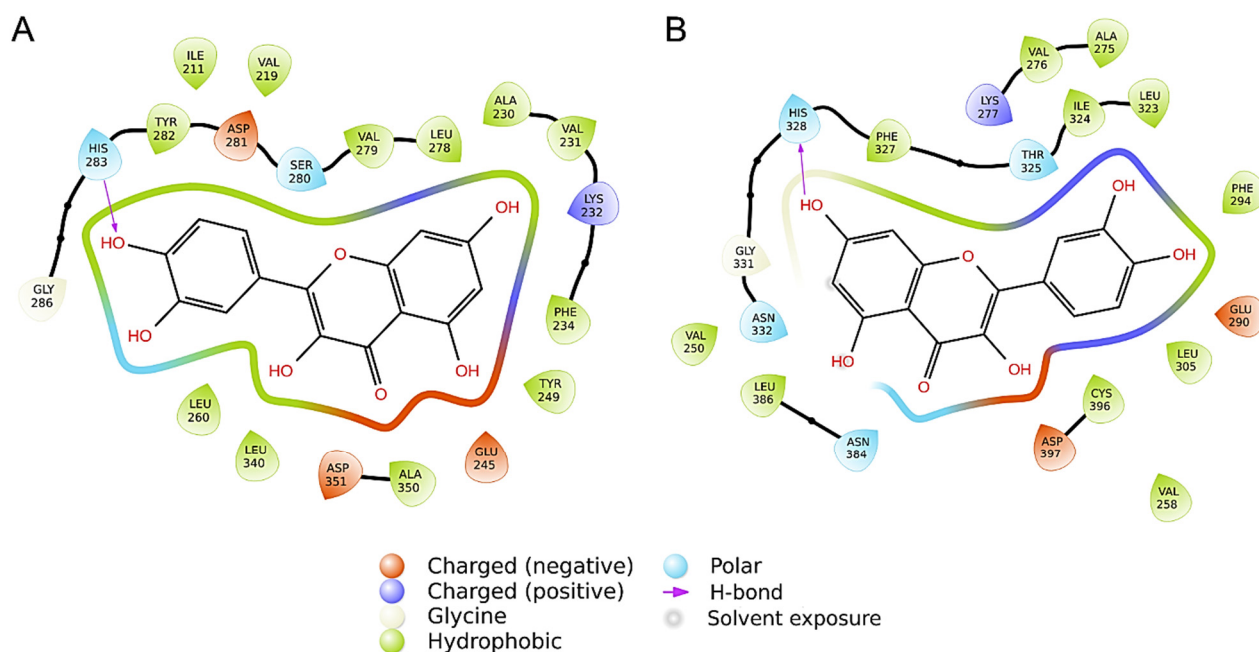 A
ILE
211
VAL
219
TYR
282
ASP
281
HIS
283
SER
280
VAL
279
LEU
278
ALA
230
VAL
231
LYS
232
GLY
286
PHE
234
TYR
249
LEU
260
LEU
340
ASP
351
ALA
350
GLU
245
HO
HO
HO
O
O
OH
OH
B
ALA
275
VAL
276
LYS
277
LEU
323
ILE
324
THR
325
HIS
328
PHE
327
PHE
294
GLY
331
ASN
332
VAL
250
LEU
386
ASN
384
GLU
290
LEU
305
CYS
396
ASP
397
VAL
258
HO
HO
O
O
OH
OH
OH
Charged (negative)
Charged (positive)
Glycine
Hydrophobic
Polar
H-bond
Solvent exposure